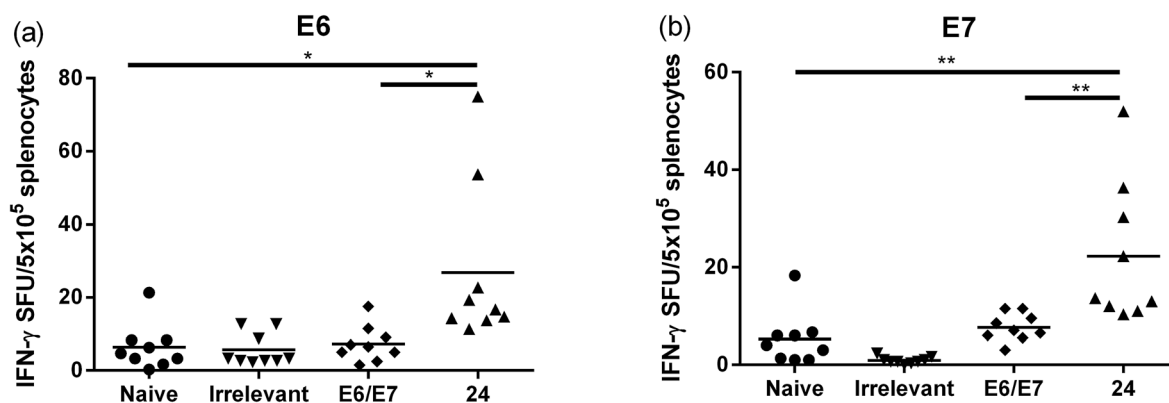 (a)
E6
IFN-γ SFU/5x10⁵ splenocytes
80
60
40
20
0
*
*
Naive Irrelevant E6/E7 24
(b)
E7
IFN-γ SFU/5x10⁵ splenocytes
60
40
20
0
**
**
Naive Irrelevant E6/E7 24